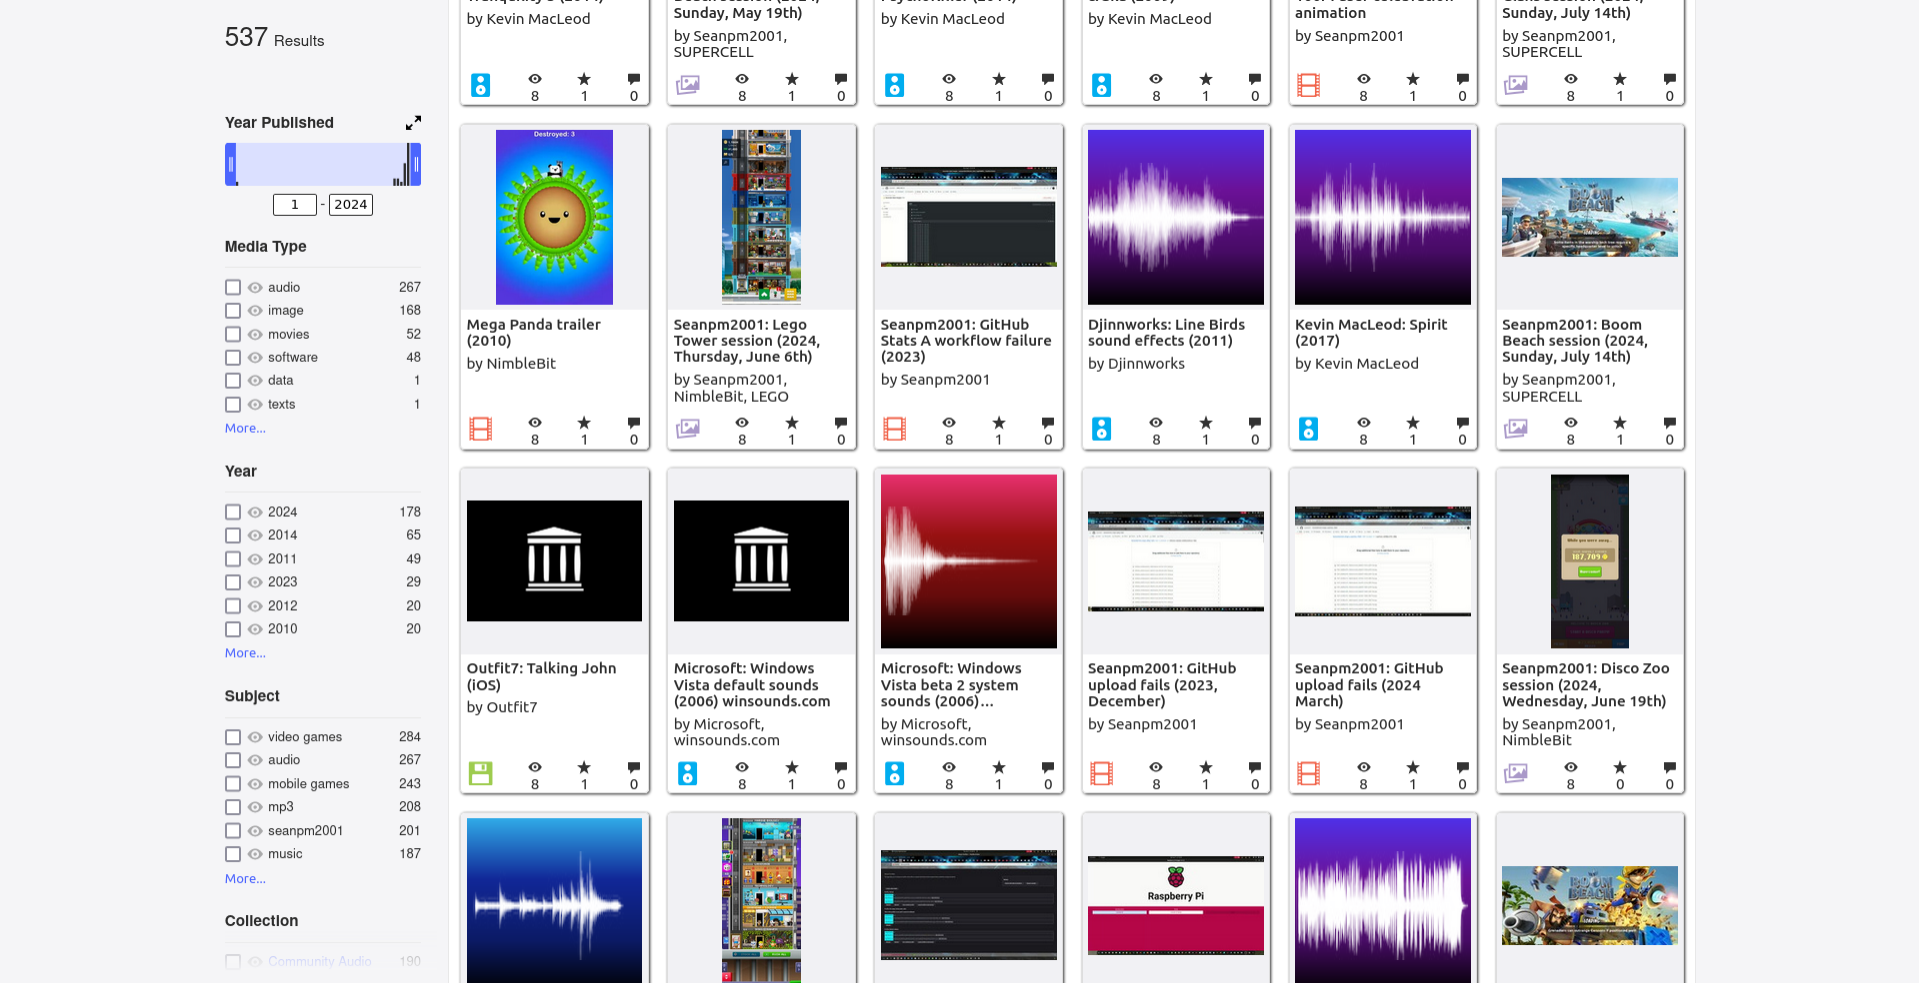 537 Results
Year Published
1 - 2024
Media Type
audio 267
image 168
movies 52
software 48
data 1
texts 1
More...
Year
2024 178
2014 65
2011 49
2023 29
2012 20
2010 20
More...
Subject
video games 284
audio 267
mobile games 243
mp3 208
seanpm2001 201
music 187
More...
Collection
Community Audio 190
by Kevin MacLeod
8 1 0
Sunday, May 19th)
by Seanpm2001,
SUPERCELL
8 1 0
by Kevin MacLeod
8 1 0
by Kevin MacLeod
8 1 0
animation
by Seanpm2001
8 1 0
Sunday, July 14th)
by Seanpm2001,
SUPERCELL
8 1 0
Destroyed: 3
Mega Panda trailer
(2010)
by NimbleBit
8 1 0
Seanpm2001: Lego
Tower session (2024,
Thursday, June 6th)
by Seanpm2001,
NimbleBit, LEGO
8 1 0
Seanpm2001: GitHub
Stats A workflow failure
(2023)
by Seanpm2001
8 1 0
Djinnworks: Line Birds
sound effects (2011)
by Djinnworks
8 1 0
Kevin MacLeod: Spirit
(2017)
by Kevin MacLeod
8 1 0
BOOM
BEACH
Seanpm2001: Boom
Beach session (2024,
Sunday, July 14th)
by Seanpm2001,
SUPERCELL
8 1 0
Outfit7: Talking John
(iOS)
by Outfit7
8 1 0
Microsoft: Windows
Vista default sounds
(2006) winsounds.com
by Microsoft,
winsounds.com
8 1 0
Microsoft: Windows
Vista beta 2 system
sounds (2006)...
by Microsoft,
winsounds.com
8 1 0
Seanpm2001: GitHub
upload fails (2023,
December)
by Seanpm2001
8 1 0
Seanpm2001: GitHub
upload fails (2024
March)
by Seanpm2001
8 1 0
While you were away...
187,709
Seanpm2001: Disco Zoo
session (2024,
Wednesday, June 19th)
by Seanpm2001,
NimbleBit
8 0 0
Raspberry Pi
BOOM
BEACH